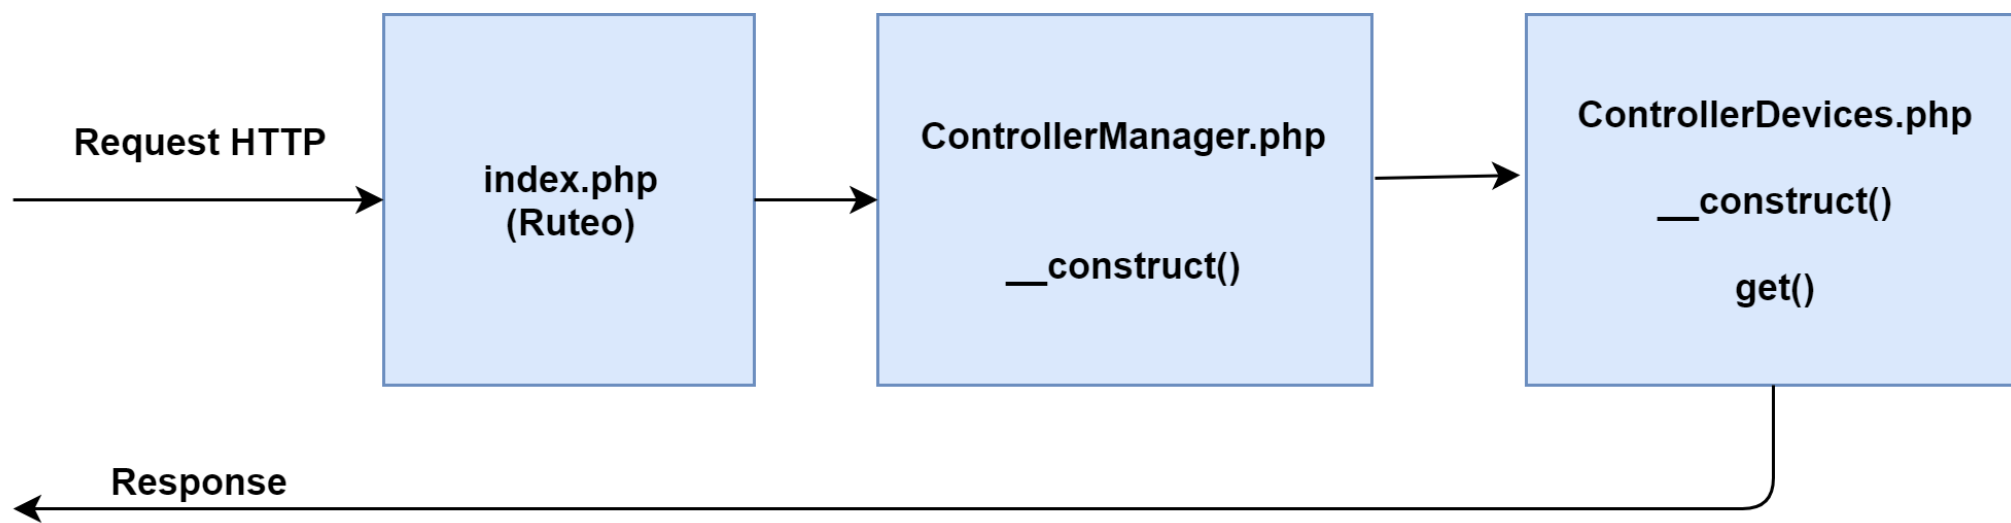 Request HTTP
index.php
(Ruteo)
ControllerManager.php
__construct()
ControllerDevices.php
__construct()
get()
Response